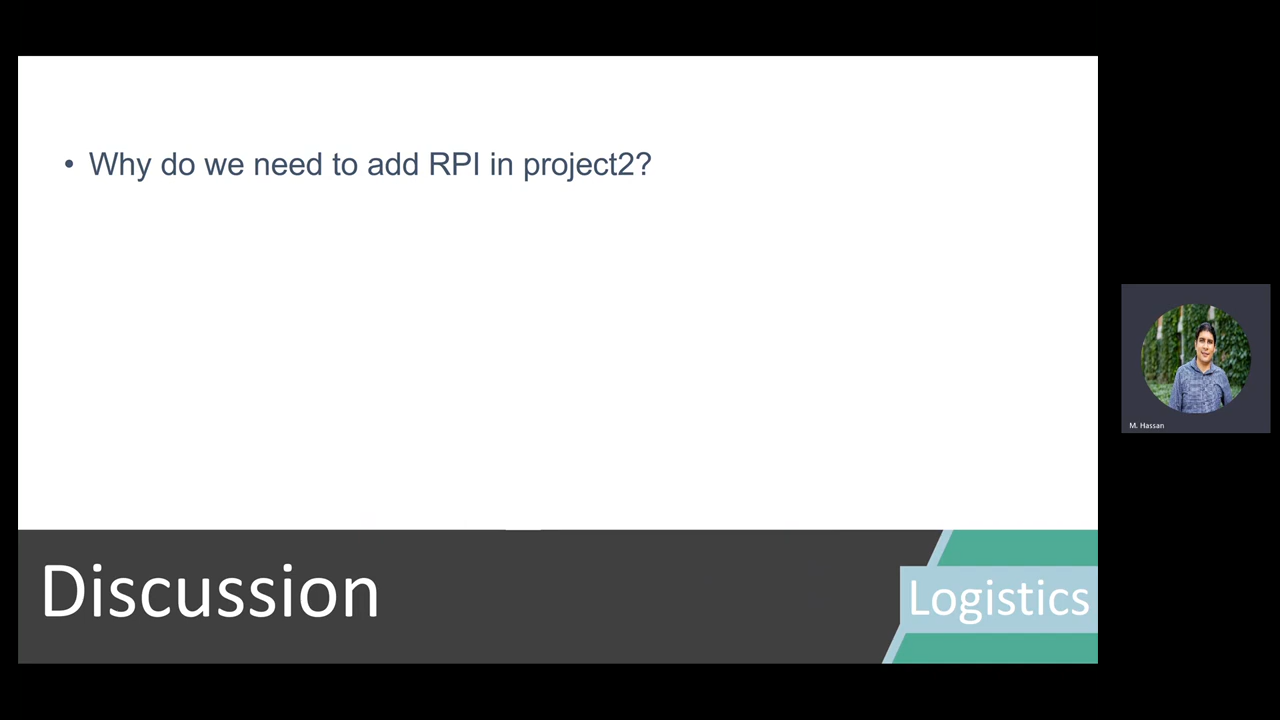 • Why do we need to add RPI in project2?
M. Hassan
Discussion
Logistics